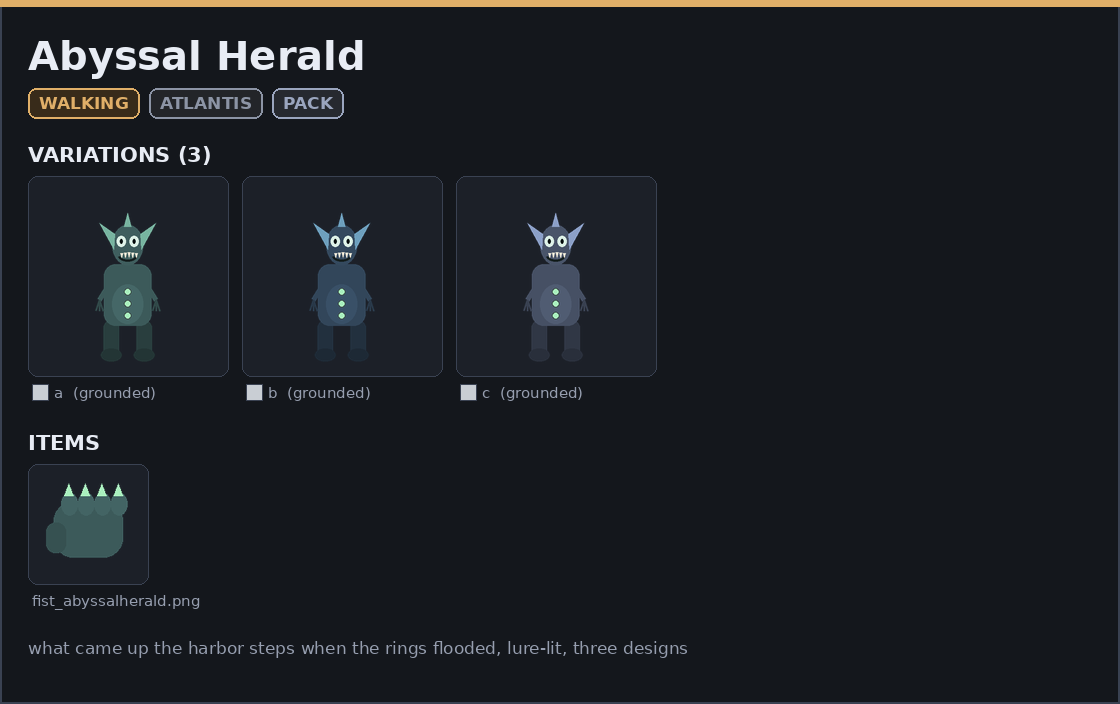 Abyssal Herald
WALKING ATLANTIS PACK
VARIATIONS (3)
a (grounded) b (grounded) c (grounded)
ITEMS
fist_abyssalherald.png
what came up the harbor steps when the rings flooded, lure-lit, three designs